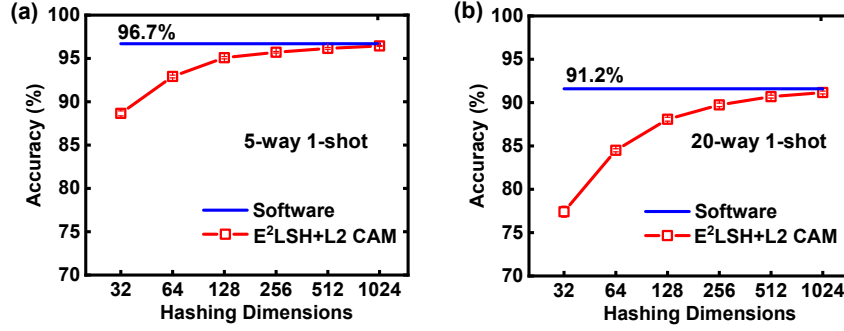 (a)
100
95
90
85
80
75
70
Accuracy (%)
96.7%
5-way 1-shot
Software
E²LSH+L2 CAM
32 64 128 256 512 1024
Hashing Dimensions
(b)
100
95
90
85
80
75
70
Accuracy (%)
91.2%
20-way 1-shot
Software
E²LSH+L2 CAM
32 64 128 256 512 1024
Hashing Dimensions